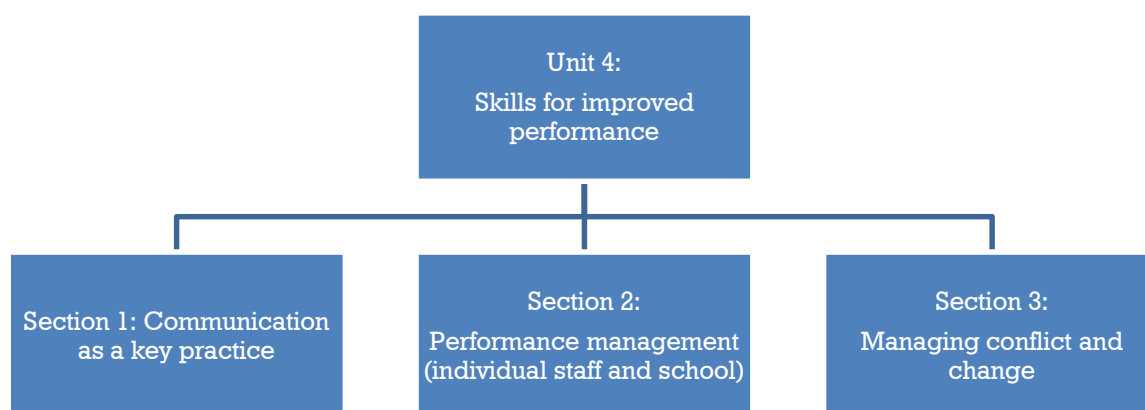 Unit 4:
Skills for improved
performance
Section 1: Communication
as a key practice
Section 2:
Performance management
(individual staff and school)
Section 3:
Managing conflict and
change